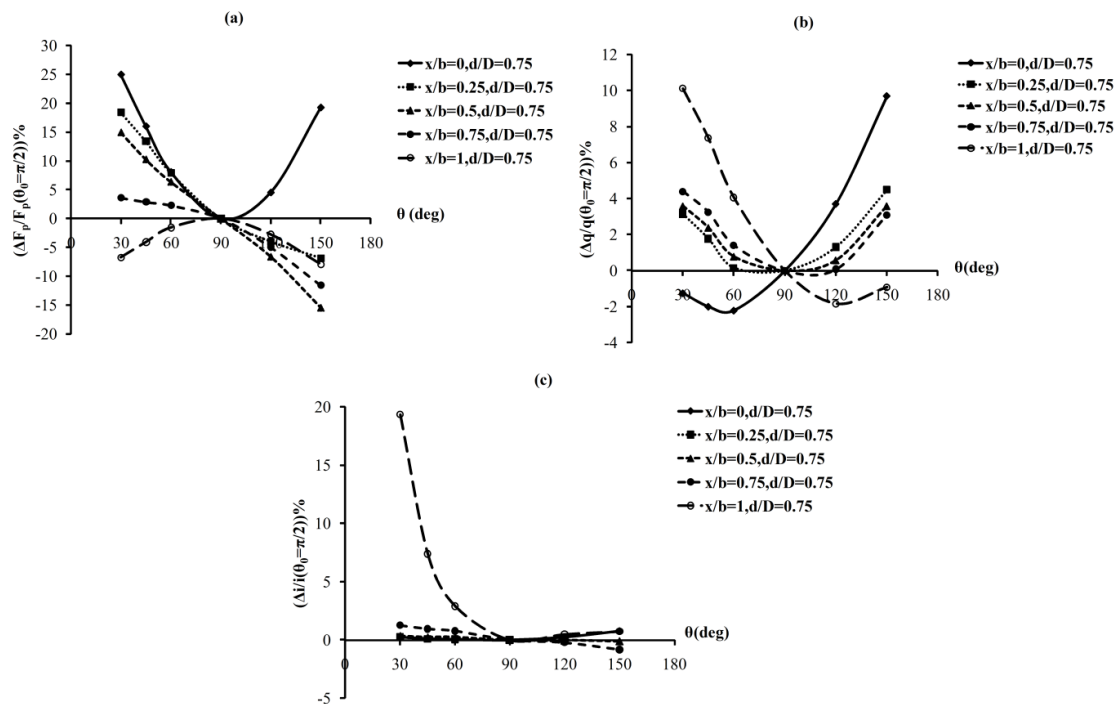 (a)
(ΔFₚ/Fₚ(θ₀=π/2))%
30
25
20
15
10
5
0
-5
-10
-15
-20
0 30 60 90 120 150 180
θ (deg)
x/b=0,d/D=0.75
x/b=0.25,d/D=0.75
x/b=0.5,d/D=0.75
x/b=0.75,d/D=0.75
x/b=1,d/D=0.75
(b)
(Δq/q(θ₀=π/2))%
12
10
8
6
4
2
0
-2
-4
0 30 60 90 120 150 180
θ(deg)
x/b=0,d/D=0.75
x/b=0.25,d/D=0.75
x/b=0.5,d/D=0.75
x/b=0.75,d/D=0.75
x/b=1,d/D=0.75
(c)
(Δi/i(θ₀=π/2))%
20
15
10
5
0
-5
0 30 60 90 120 150 180
θ(deg)
x/b=0,d/D=0.75
x/b=0.25,d/D=0.75
x/b=0.5,d/D=0.75
x/b=0.75,d/D=0.75
x/b=1,d/D=0.75